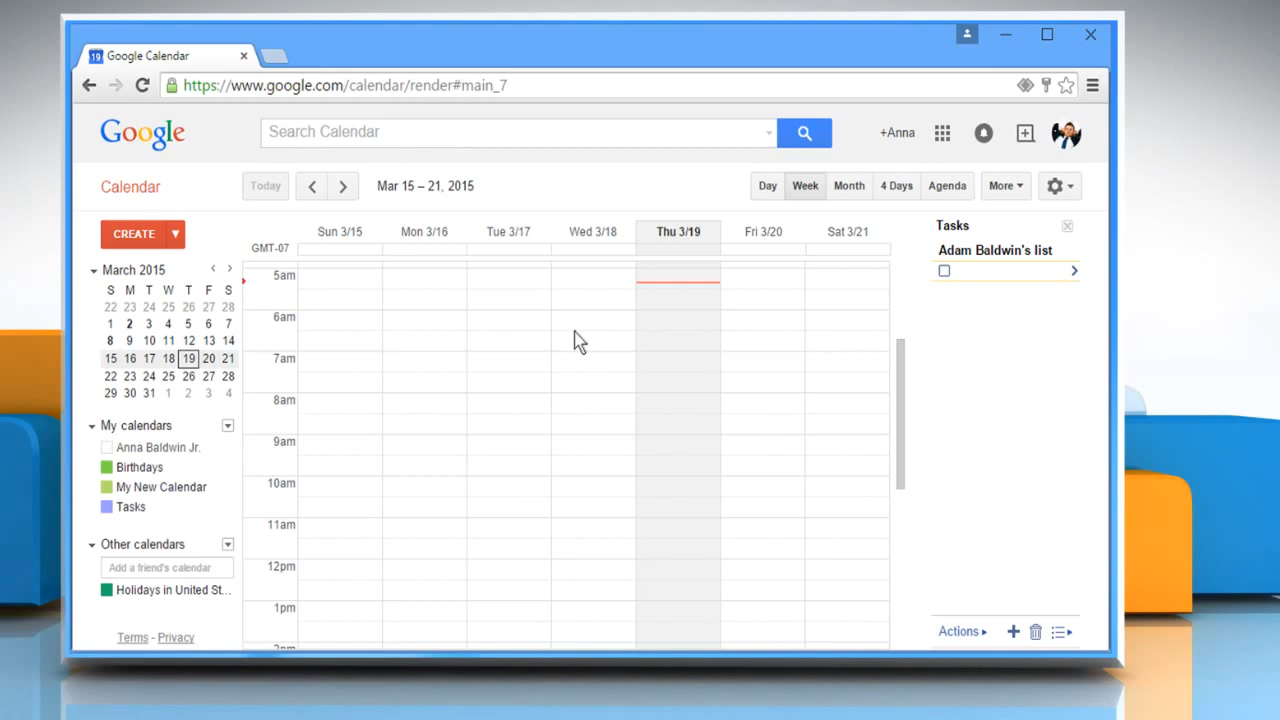 19 Google Calendar
https://www.google.com/calendar/render#main_7
Google
Search Calendar
+Anna
Calendar
Today
Mar 15 – 21, 2015
Day
Week
Month
4 Days
Agenda
More
CREATE
March 2015
S M T W T F S
22 23 24 25 26 27 28
1 2 3 4 5 6 7
8 9 10 11 12 13 14
15 16 17 18 19 20 21
22 23 24 25 26 27 28
29 30 31 1 2 3 4
My calendars
Anna Baldwin Jr.
Birthdays
My New Calendar
Tasks
Other calendars
Add a friend's calendar
Holidays in United St...
Terms - Privacy
Sun 3/15 Mon 3/16 Tue 3/17 Wed 3/18 Thu 3/19 Fri 3/20 Sat 3/21
GMT-07
5am
6am
7am
8am
9am
10am
11am
12pm
1pm
2pm
Tasks
Adam Baldwin's list
Actions